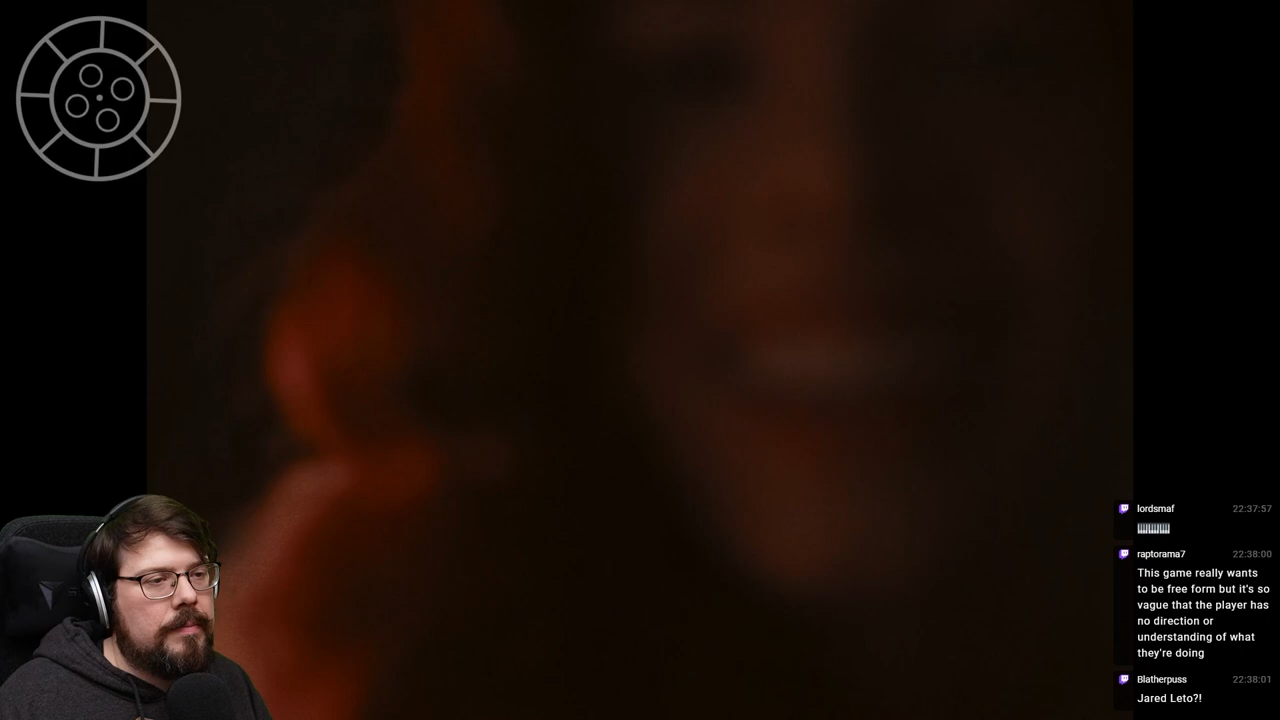 lordsmaf 22:37:57
raptorama7 22:38:00
This game really wants
to be free form but it's so
vague that the player has
no direction or
understanding of what
they're doing
Blatherpuss 22:38:01
Jared Leto?!